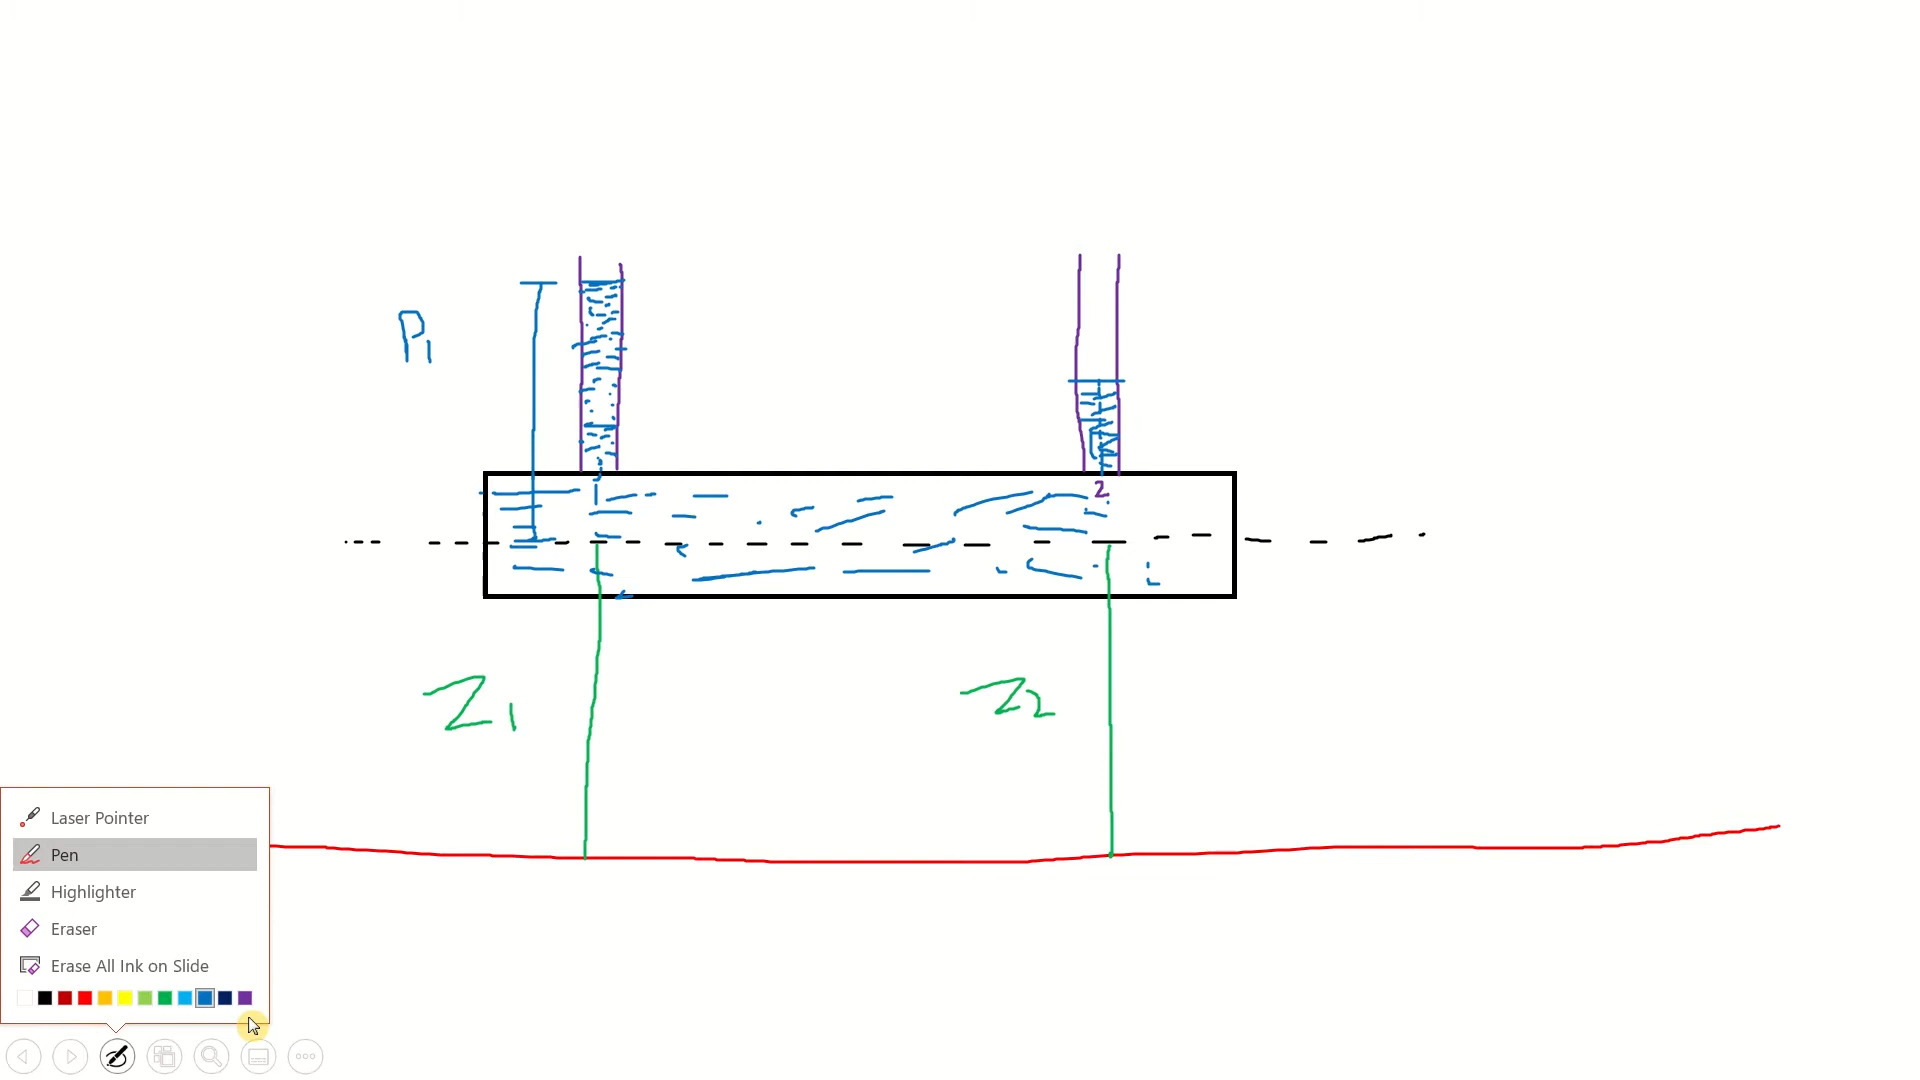 P1
2
Z1
Z2
Laser Pointer
Pen
Highlighter
Eraser
Erase All Ink on Slide